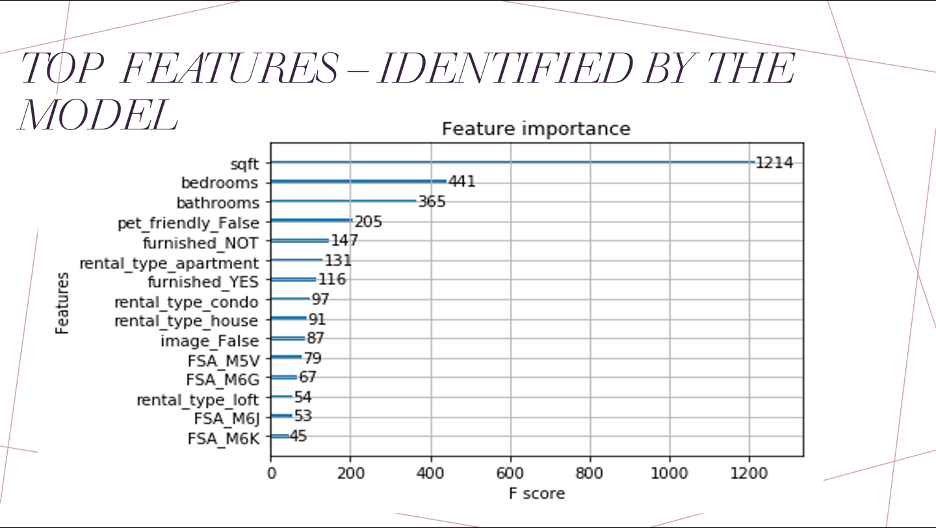 TOP FEATURES – IDENTIFIED BY THE
MODEL
Feature importance
sqft 1214
bedrooms 441
bathrooms 365
pet_friendly_False 205
furnished_NOT 147
rental_type_apartment 131
furnished_YES 116
rental_type_condo 97
rental_type_house 91
image_False 87
FSA_M5V 79
FSA_M6G 67
rental_type_loft 54
FSA_M6J 53
FSA_M6K 45
Features
0 200 400 600 800 1000 1200
F score